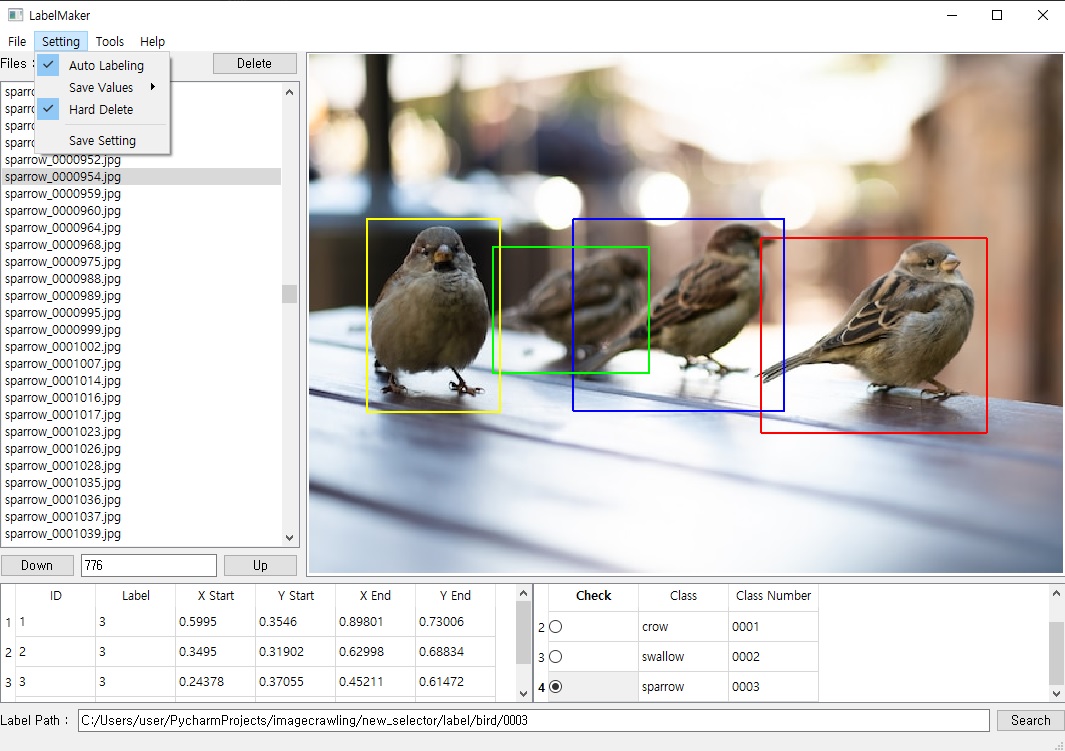 LabelMaker
File Setting Tools Help
Files : Delete
Auto Labeling
Save Values
Hard Delete
Save Setting
sparro
sparro
sparro
sparro
sparrow_0000952.jpg
sparrow_0000954.jpg
sparrow_0000959.jpg
sparrow_0000960.jpg
sparrow_0000964.jpg
sparrow_0000968.jpg
sparrow_0000975.jpg
sparrow_0000988.jpg
sparrow_0000989.jpg
sparrow_0000995.jpg
sparrow_0000999.jpg
sparrow_0001002.jpg
sparrow_0001007.jpg
sparrow_0001014.jpg
sparrow_0001016.jpg
sparrow_0001017.jpg
sparrow_0001023.jpg
sparrow_0001026.jpg
sparrow_0001028.jpg
sparrow_0001035.jpg
sparrow_0001036.jpg
sparrow_0001037.jpg
sparrow_0001039.jpg
Down 776 Up
ID Label X Start Y Start X End Y End
1 1 3 0.5995 0.3546 0.89801 0.73006
2 2 3 0.3495 0.31902 0.62998 0.68834
3 3 3 0.24378 0.37055 0.45211 0.61472
Check Class Class Number
2 crow 0001
3 swallow 0002
4 sparrow 0003
Label Path : C:/Users/user/PycharmProjects/imagecrawling/new_selector/label/bird/0003 Search